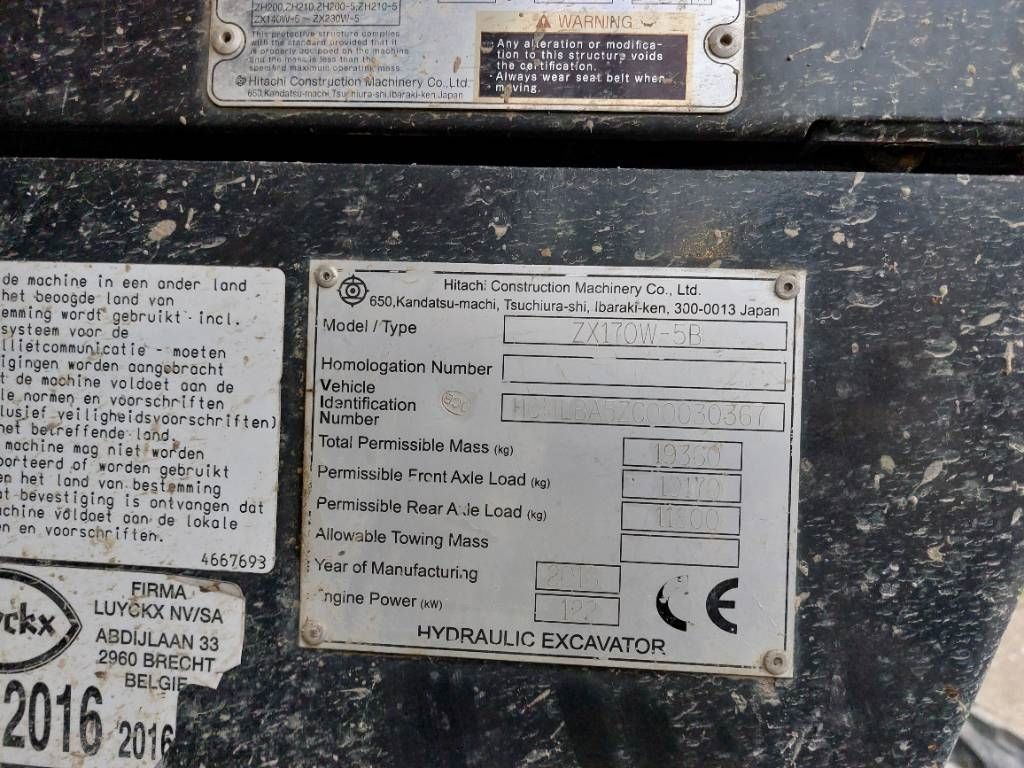 ZH200,ZH210,ZH200-5,ZH210-5
ZX140W-5 ~ ZX230W-5
This protective structure complies
with the standard provided that it
is properly equipped on the machine
and the mass is less than the
specified maximum operating mass.
Hitachi Construction Machinery Co., Ltd.
650,Kandatsu-machi,Tsuchiura-shi,Ibaraki-ken,Japan
WARNING
・Any alteration or modifica-
tion to this structure voids
the certification.
・Always wear seat belt when
moving.
de machine in een ander land
het beoogde land van
emming wordt gebruikt - incl.
systeem voor de
llietcommunicatie - moeten
igingen worden aangebracht
t de machine voldoet aan de
le normen en voorschriften
lusief veiligheidsvoorschriften)
het betreffende land.
machine mag niet worden
orteerd of worden gebruikt
en het land van bestemming
at bevestiging is ontvangen dat
achine voldoet aan de lokale
en en voorschriften.
4667693
Hitachi Construction Machinery Co., Ltd.
650,Kandatsu-machi, Tsuchiura-shi, Ibaraki-ken, 300-0013 Japan
Model / Type ZX170W-5B
Homologation Number
Vehicle
Identification
Number
Total Permissible Mass (kg) 19360
Permissible Front Axle Load (kg)
Permissible Rear Axle Load (kg)
Allowable Towing Mass
Year of Manufacturing
Engine Power (kW) 122
HYDRAULIC EXCAVATOR
CE
yckx
FIRMA
LUYCKX NV/SA
ABDIJLAAN 33
2960 BRECHT
BELGIE
2016 2016